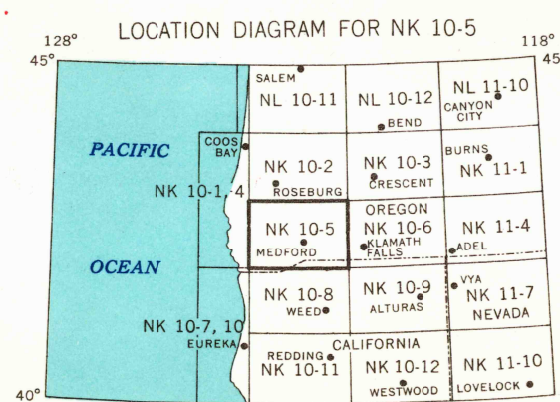 LOCATION DIAGRAM FOR NK 10-5
128°
118°
45°
45°
SALEM
NL 10-11
NL 10-12
BEND
NL 11-10
CANYON
CITY
PACIFIC
COOS
BAY
NK 10-2
ROSEBURG
NK 10-3
CRESCENT
BURNS
NK 11-1
NK 10-1, -4
NK 10-5
MEDFORD
OREGON
NK 10-6
KLAMATH
FALLS
NK 11-4
ADEL
OCEAN
NK 10-8
WEED
NK 10-9
ALTURAS
VYA
NK 11-7
NEVADA
NK 10-7, 10
EUREKA
CALIFORNIA
REDDING
NK 10-11
NK 10-12
WESTWOOD
NK 11-10
LOVELOCK
40°